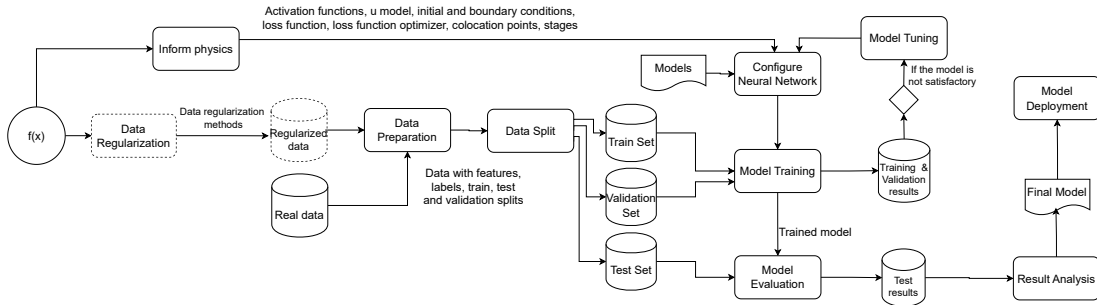 Activation functions, u model, initial and boundary conditions,
loss function, loss function optimizer, colocation points, stages
Inform physics
Model Tuning
Models
Configure
Neural Network
If the model is
not satisfactory
Model
Deployment
f(x)
Data
Regularization
Data regularization
methods
Regularized
data
Data
Preparation
Data Split
Train Set
Model Training
Training &
Validation
results
Data with features,
labels, train, test
and validation splits
Real data
Validation
Set
Final Model
Trained model
Test Set
Model
Evaluation
Test
results
Result Analysis